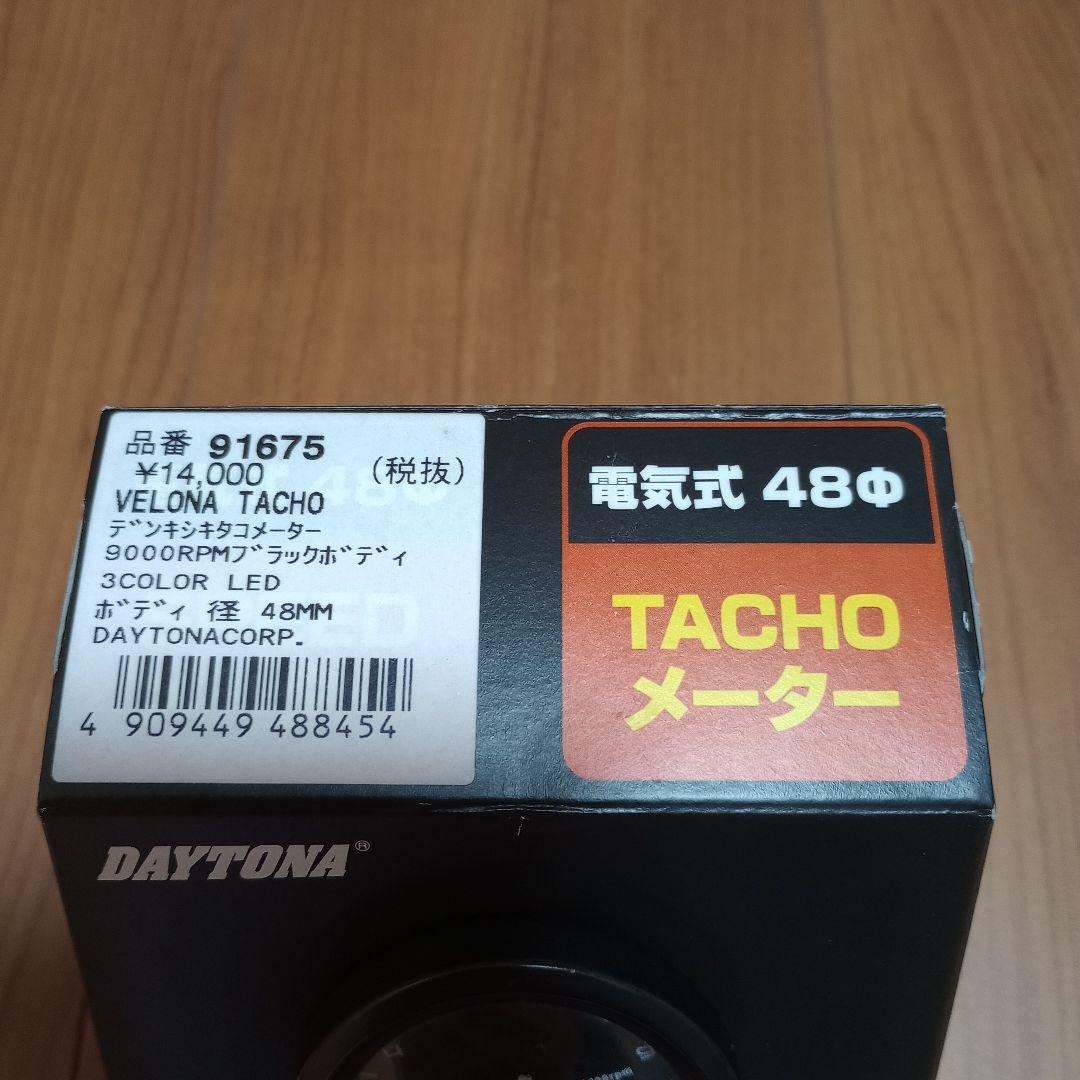 品番 91675
¥14,000 (税抜)
VELONA TACHO
デンキシキタコメーター
9000RPMブラックボディ
3COLOR LED
ボディ 径 48MM
DAYTONACORP.
4 909449 488454
電気式 48Φ
TACHO
メーター
DAYTONA®